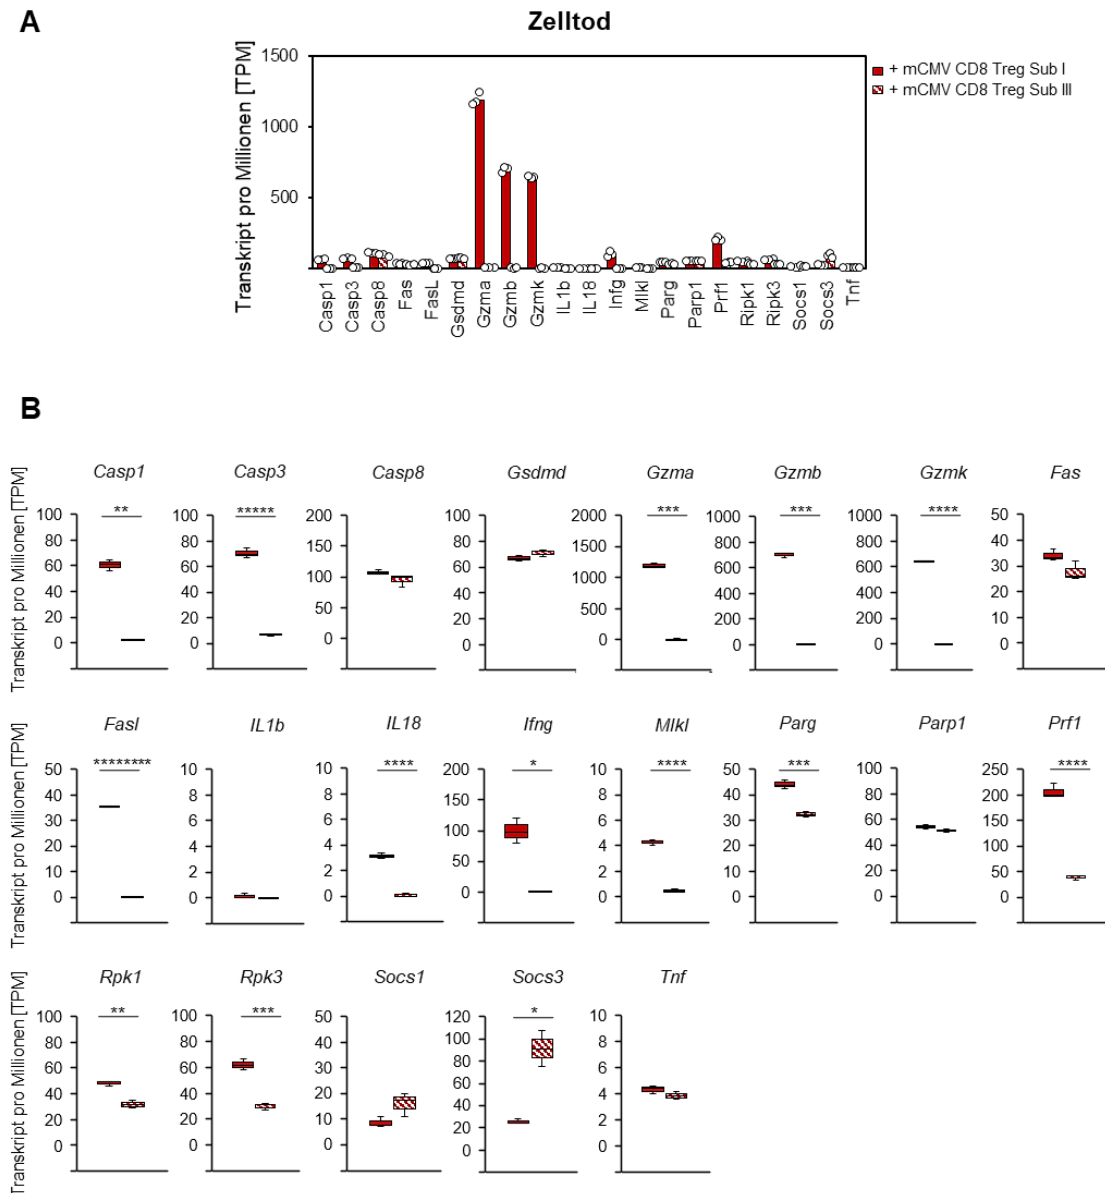 A
Zelltod
Transkript pro Millionen [TPM]
1500
1000
500
+ mCMV CD8 Treg Sub I
+ mCMV CD8 Treg Sub III
Casp1
Casp3
Casp8
Fas
FasL
Gsdmd
Gzma
Gzmb
Gzmk
IL1b
IL18
Infg
Mlkl
Parg
Parp1
Prf1
Ripk1
Ripk3
Socs1
Socs3
Tnf
B
Transkript pro Millionen [TPM]
Casp1
100
80
60
40
20
0
**
Casp3
100
80
60
40
20
0
*****
Casp8
200
150
100
50
0
Gsdmd
100
80
60
40
20
0
Gzma
2000
1500
1000
500
0
***
Gzmb
1000
800
600
400
200
0
***
Gzmk
1000
800
600
400
200
0
****
Fas
50
40
30
20
10
0
Transkript pro Millionen [TPM]
Fasl
50
40
30
20
10
0
********
IL1b
10
8
6
4
2
0
IL18
10
8
6
4
2
0
****
Ifng
200
150
100
50
0
*
Mlkl
10
8
6
4
2
0
****
Parg
50
40
30
20
10
0
***
Parp1
100
80
60
40
20
0
Prf1
250
200
150
100
50
0
****
Transkript pro Millionen [TPM]
Rpk1
100
80
60
40
20
0
**
Rpk3
100
80
60
40
20
0
***
Socs1
50
40
30
20
10
0
Socs3
120
100
80
60
40
20
0
*
Tnf
10
8
6
4
2
0